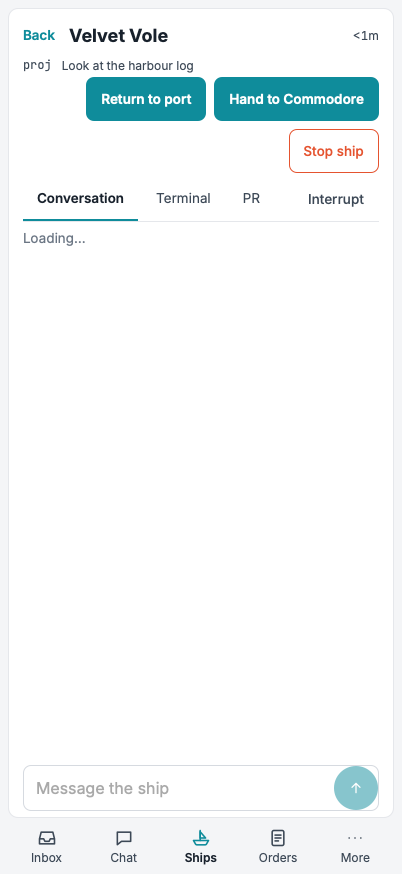 Back Velvet Vole <1m
proj Look at the harbour log
Return to port Hand to Commodore
Stop ship
Conversation Terminal PR Interrupt
Loading...
Message the ship
Inbox Chat Ships Orders More